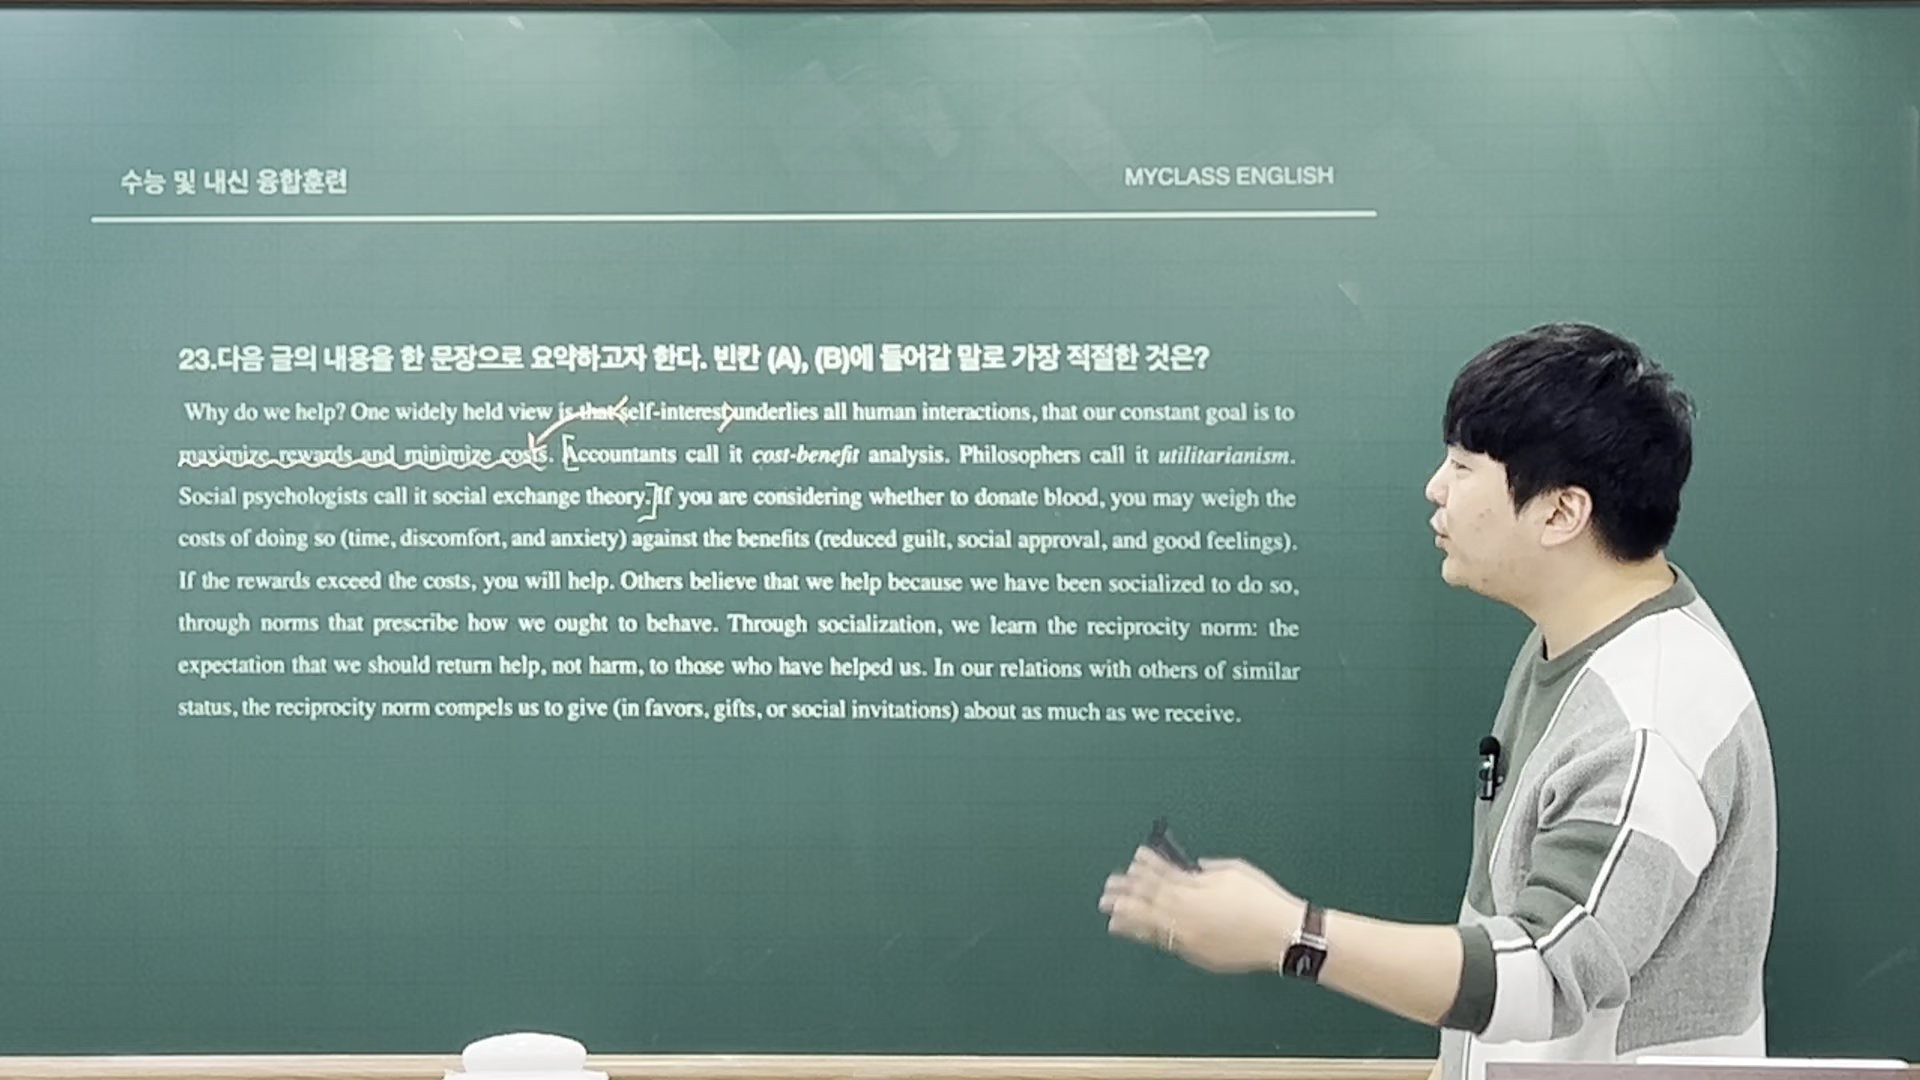 수능 및 내신 융합훈련
MYCLASS ENGLISH
23.다음 글의 내용을 한 문장으로 요약하고자 한다. 빈칸 (A), (B)에 들어갈 말로 가장 적절한 것은?
Why do we help? One widely held view is that self-interest underlies all human interactions, that our constant goal is to
maximize rewards and minimize costs. Accountants call it cost-benefit analysis. Philosophers call it utilitarianism.
Social psychologists call it social exchange theory. If you are considering whether to donate blood, you may weigh the
costs of doing so (time, discomfort, and anxiety) against the benefits (reduced guilt, social approval, and good feelings).
If the rewards exceed the costs, you will help. Others believe that we help because we have been socialized to do so,
through norms that prescribe how we ought to behave. Through socialization, we learn the reciprocity norm: the
expectation that we should return help, not harm, to those who have helped us. In our relations with others of similar
status, the reciprocity norm compels us to give (in favors, gifts, or social invitations) about as much as we receive.